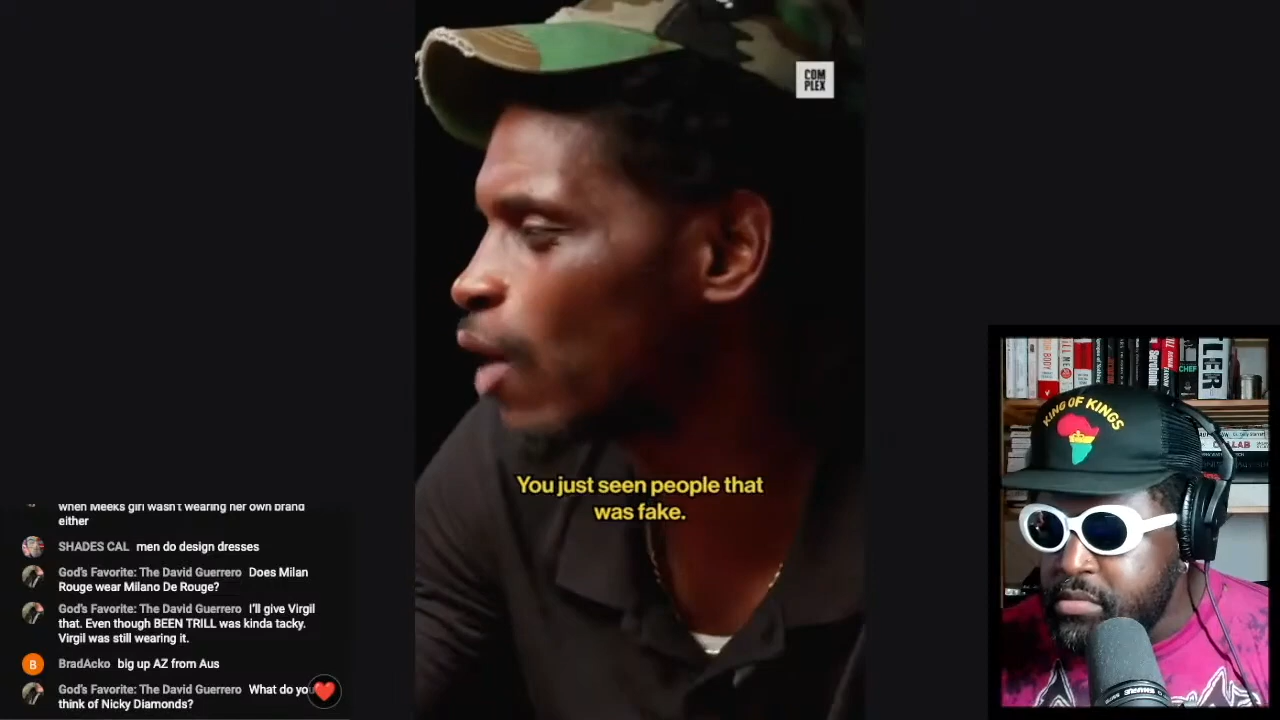 COM
PLEX
You just seen people that
was fake.
when Meeks girl wasn't wearing her own brand
either
SHADES CAL men do design dresses
God's Favorite: The David Guerrero Does Milan
Rouge wear Milano De Rouge?
God's Favorite: The David Guerrero I'll give Virgil
that. Even though BEEN TRILL was kinda tacky.
Virgil was still wearing it.
B
BradAcko big up AZ from Aus
God's Favorite: The David Guerrero What do you
think of Nicky Diamonds?
KING OF KINGS
CHEF
LAB
SHURE